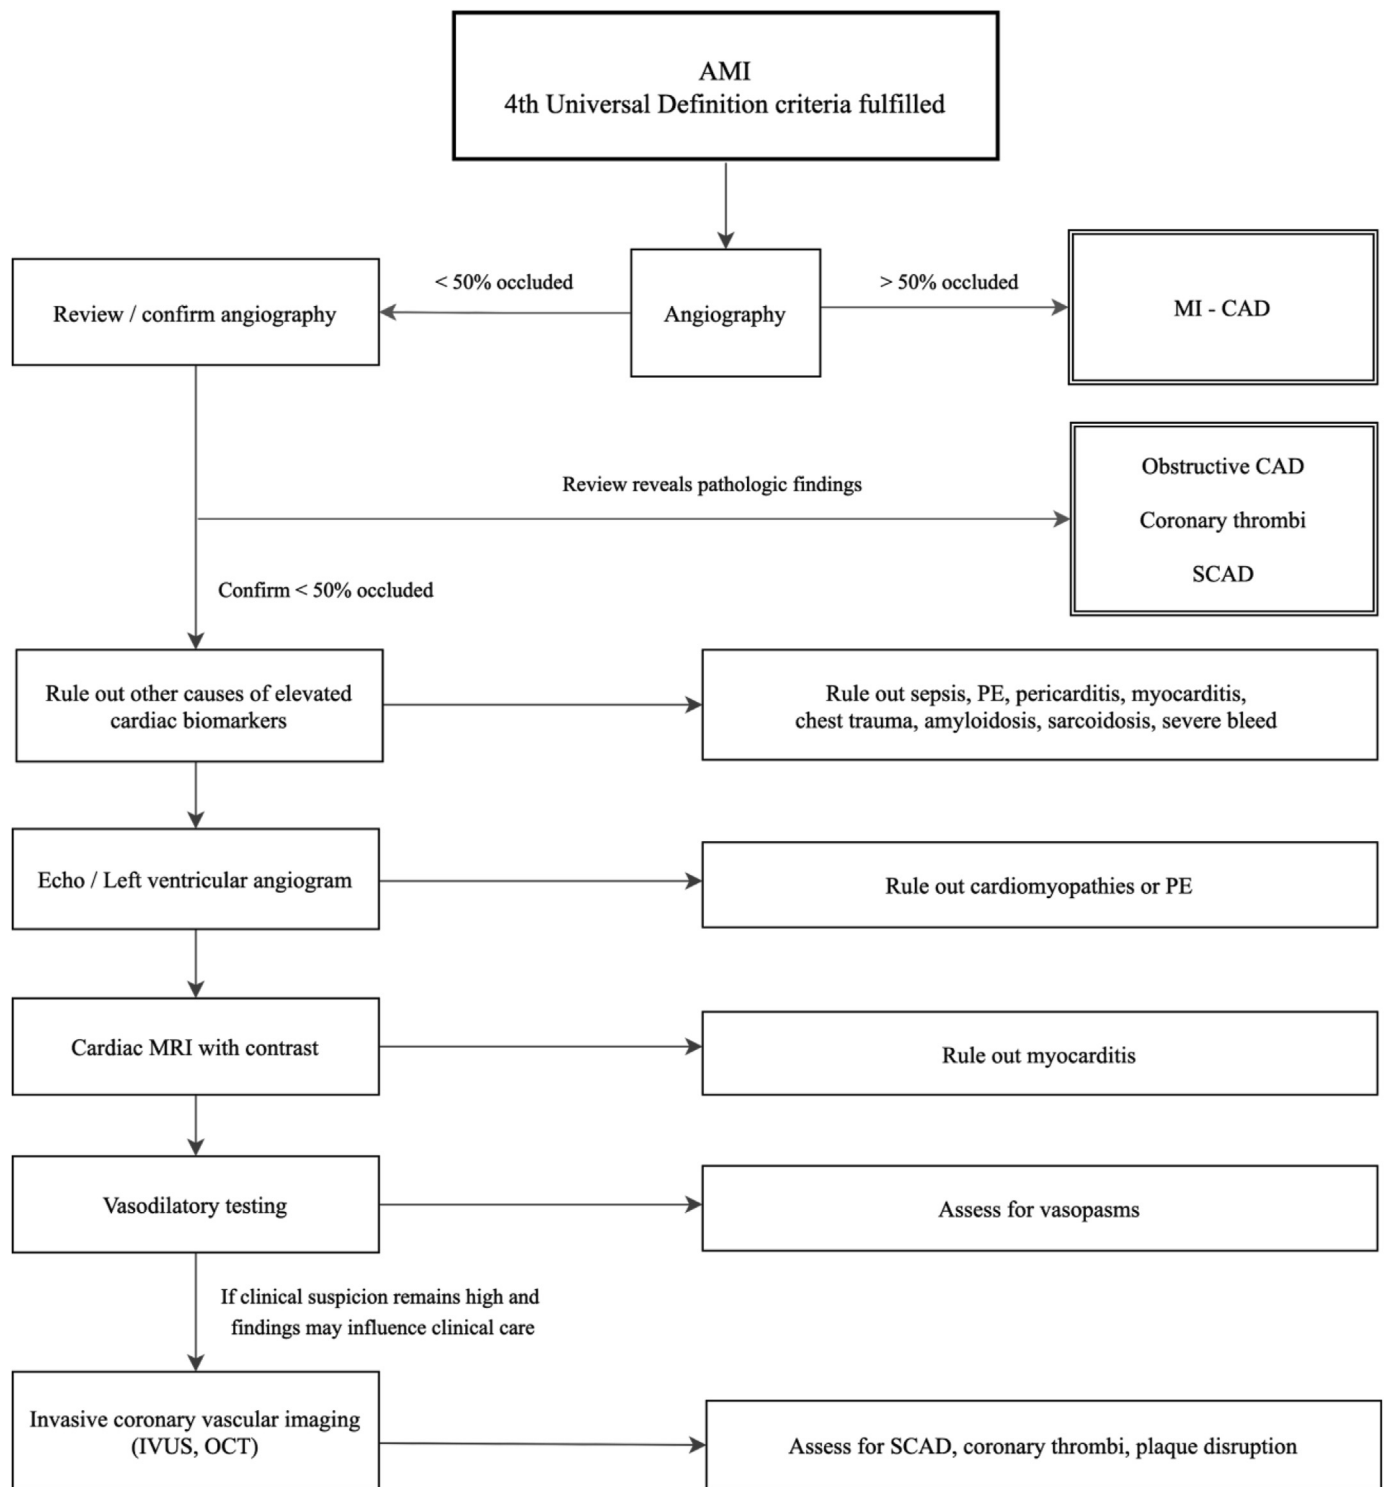 AMI
4th Universal Definition criteria fulfilled
< 50% occluded
> 50% occluded
Review / confirm angiography
Angiography
MI - CAD
Review reveals pathologic findings
Obstructive CAD
Coronary thrombi
SCAD
Confirm < 50% occluded
Rule out other causes of elevated
cardiac biomarkers
Rule out sepsis, PE, pericarditis, myocarditis,
chest trauma, amyloidosis, sarcoidosis, severe bleed
Echo / Left ventricular angiogram
Rule out cardiomyopathies or PE
Cardiac MRI with contrast
Rule out myocarditis
Vasodilatory testing
Assess for vasopasms
If clinical suspicion remains high and
findings may influence clinical care
Invasive coronary vascular imaging
(IVUS, OCT)
Assess for SCAD, coronary thrombi, plaque disruption